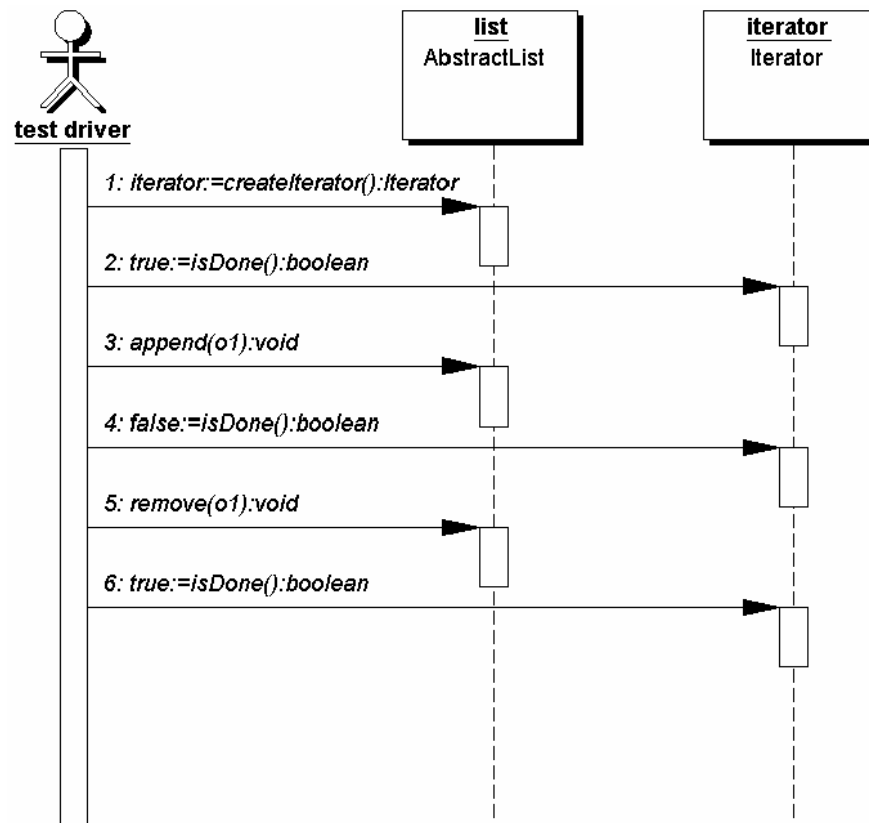 list
AbstractList
iterator
Iterator
test driver
1: iterator:=createIterator():Iterator
2: true:=isDone():boolean
3: append(o1):void
4: false:=isDone():boolean
5: remove(o1):void
6: true:=isDone():boolean